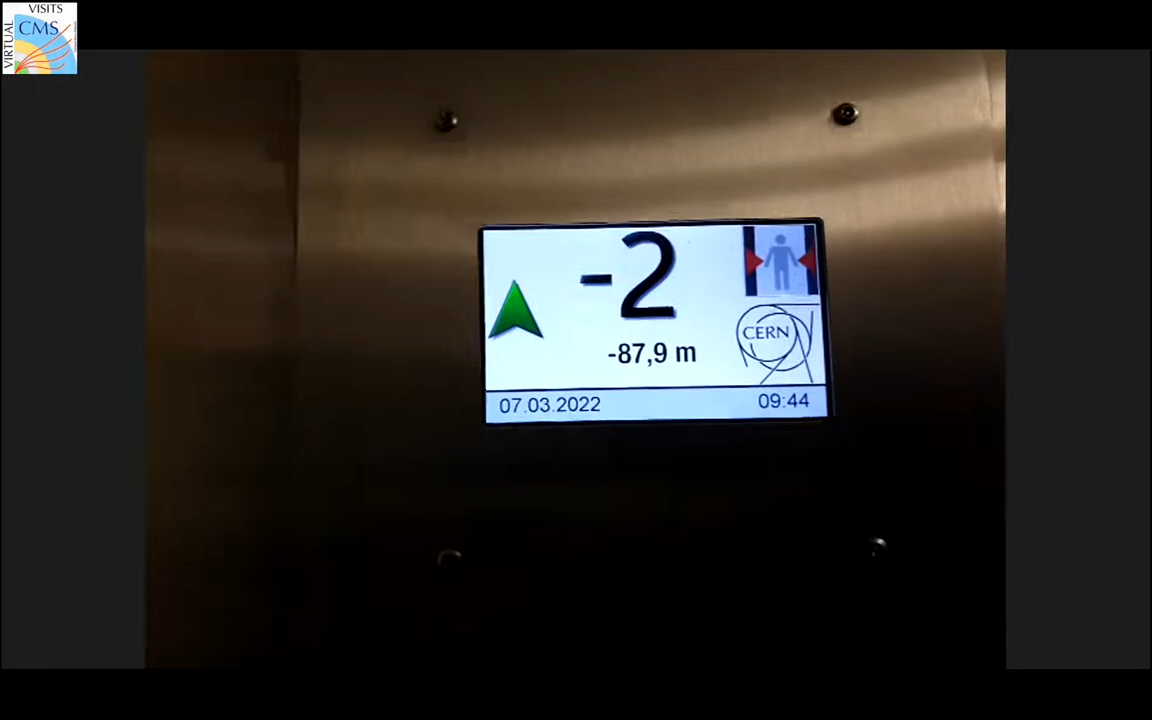 VISITS
VIRTUAL
CMS
-2
-87,9 m
CERN
07.03.2022
09:44